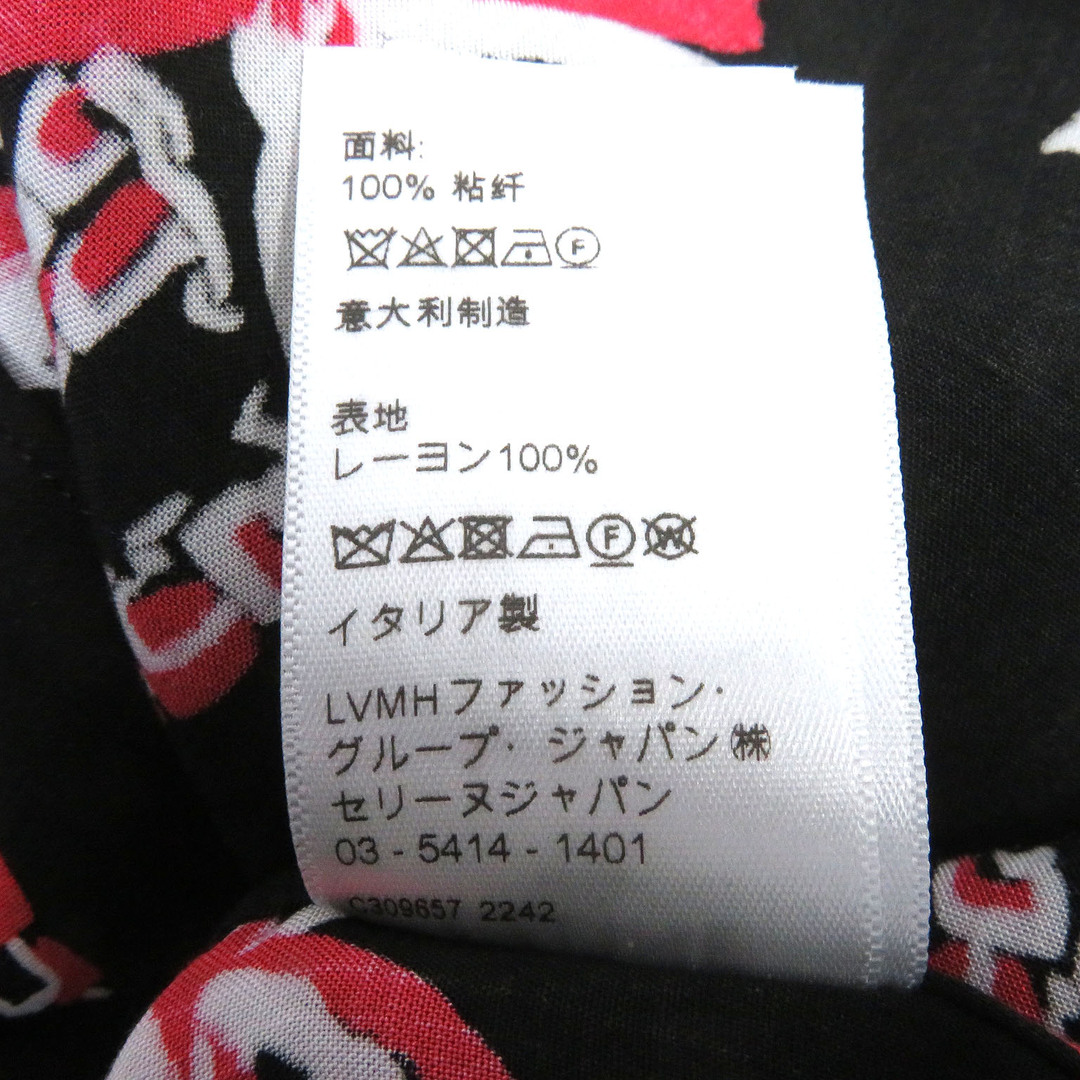 面料:
100% 粘纤
F
意大利制造
表地
レーヨン100%
F W
イタリア製
LVMHファッション・
グループ・ジャパン㈱
セリーヌジャパン
03 - 5414 - 1401
C309657 2242